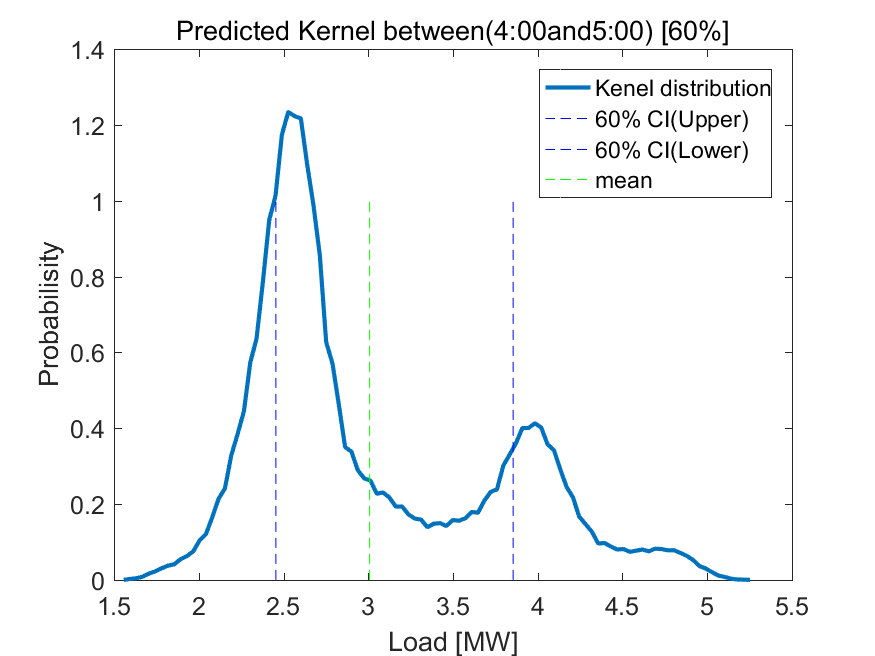 Predicted Kernel between(4:00and5:00) [60%]
Kenel distribution
60% CI(Upper)
60% CI(Lower)
mean
Probabilisity
1.4
1.2
1
0.8
0.6
0.4
0.2
0
1.5 2 2.5 3 3.5 4 4.5 5 5.5
Load [MW]